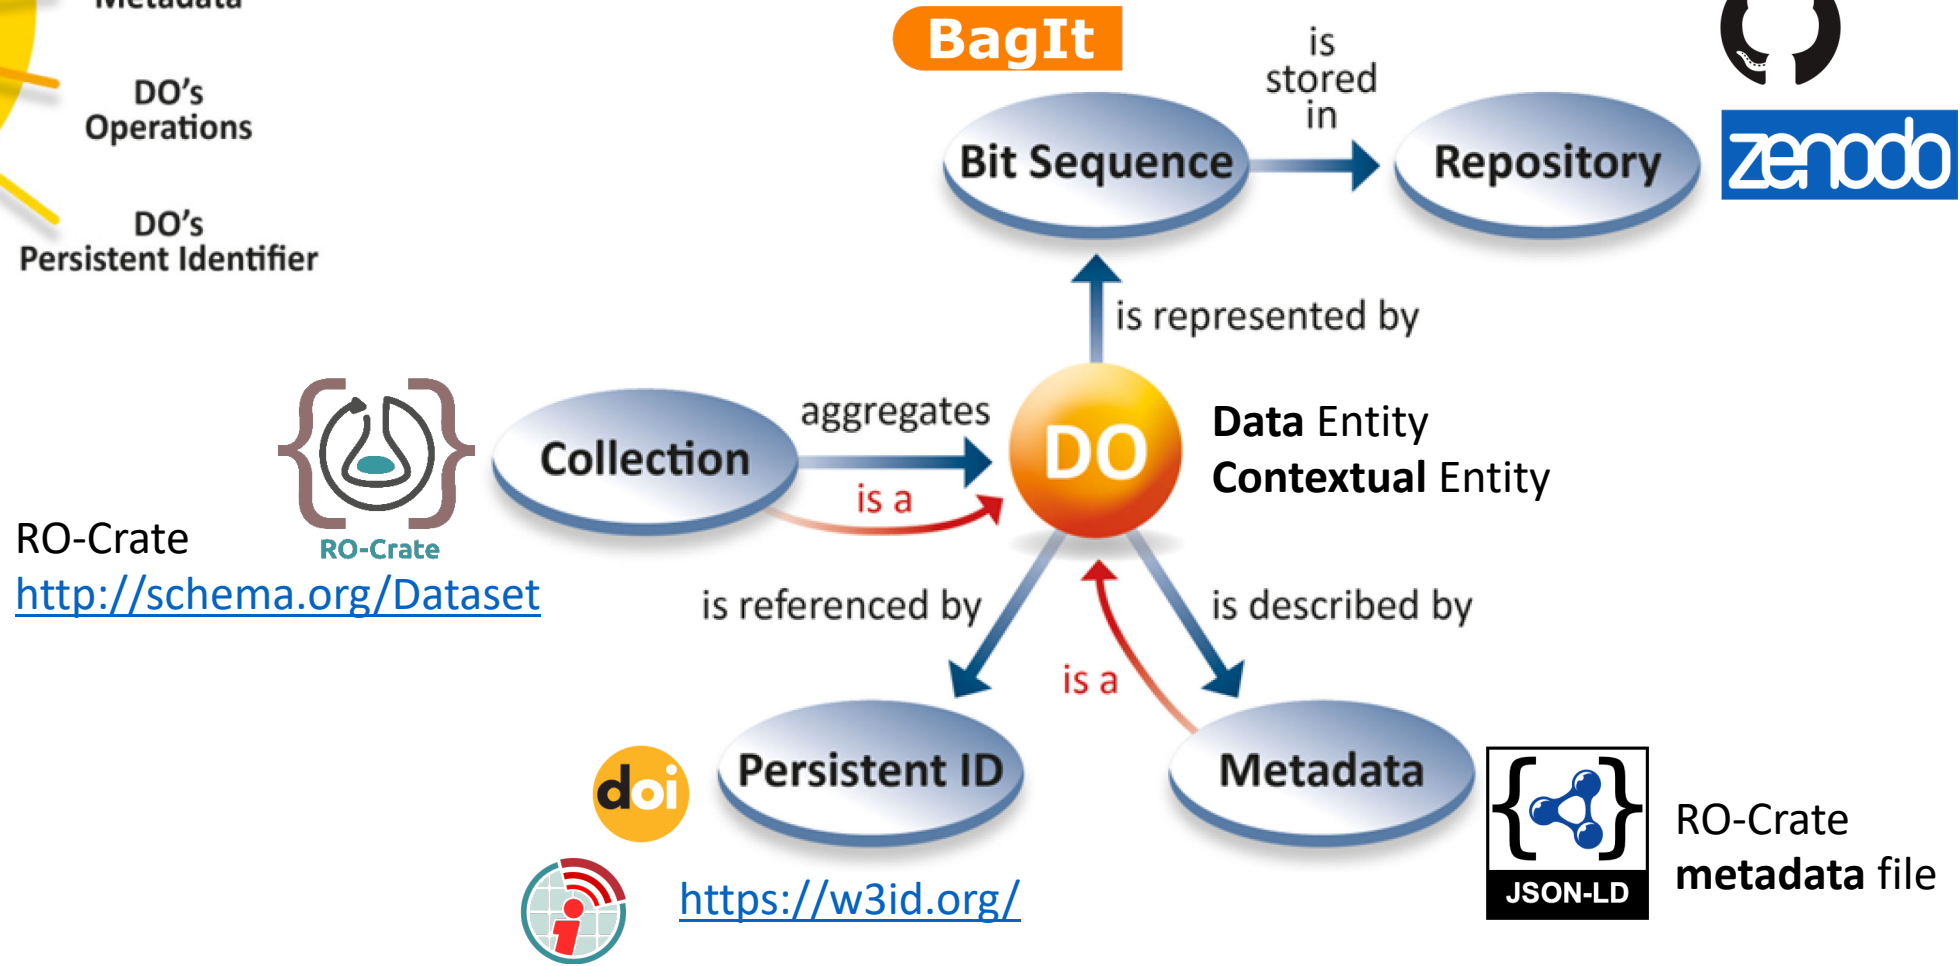 Metadata
DO's
Operations
DO's
Persistent Identifier
BagIt
is
stored
in
Bit Sequence
Repository
zenodo
is represented by
aggregates
DO
Data Entity
Contextual Entity
Collection
is a
RO-Crate
RO-Crate
http://schema.org/Dataset
is referenced by
is described by
is a
Persistent ID
Metadata
doi
https://w3id.org/
JSON-LD
RO-Crate
metadata file